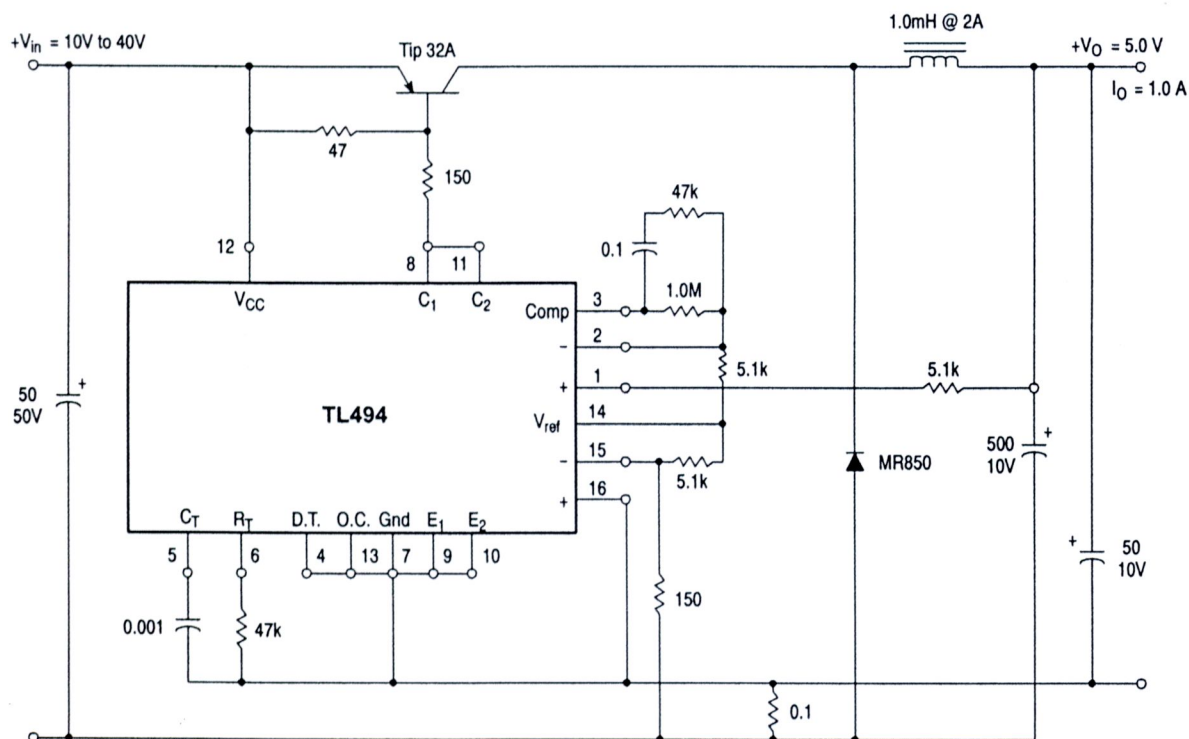 1.0mH @ 2A
+Vin = 10V to 40V
Tip 32A
+VO = 5.0 V
IO = 1.0 A
47
150
47k
0.1
12
8
11
VCC
C1
C2
Comp
3
1.0M
–
2
5.1k
+
1
5.1k
50
50V
+
TL494
Vref
14
–
15
5.1k
500
10V
+
MR850
+
16
CT
RT
D.T.
O.C.
Gnd
E1
E2
5
6
4
13
7
9
10
+
50
10V
0.001
47k
150
0.1